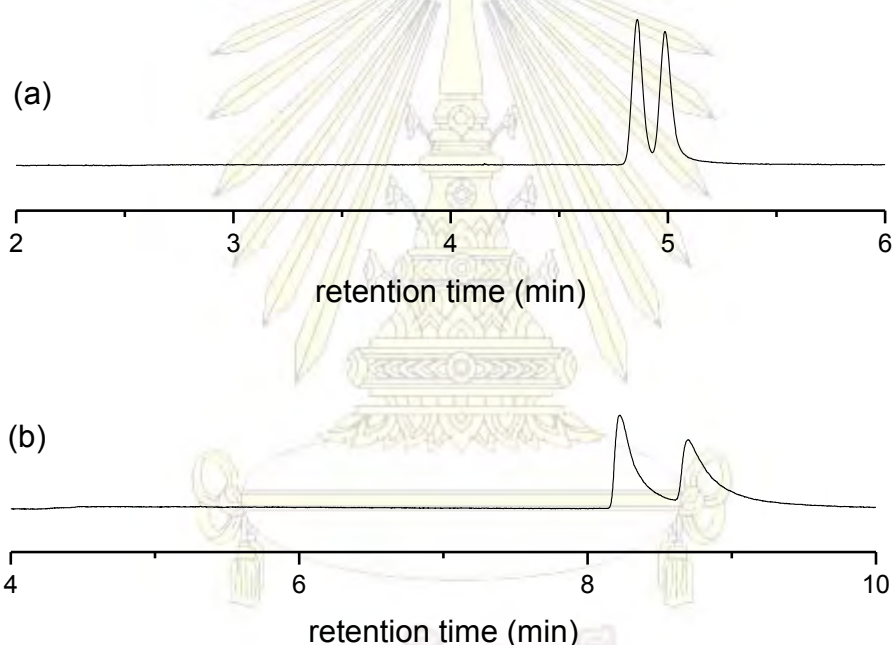 (a)
2 3 4 5 6
retention time (min)
(b)
4 6 8 10
retention time (min)